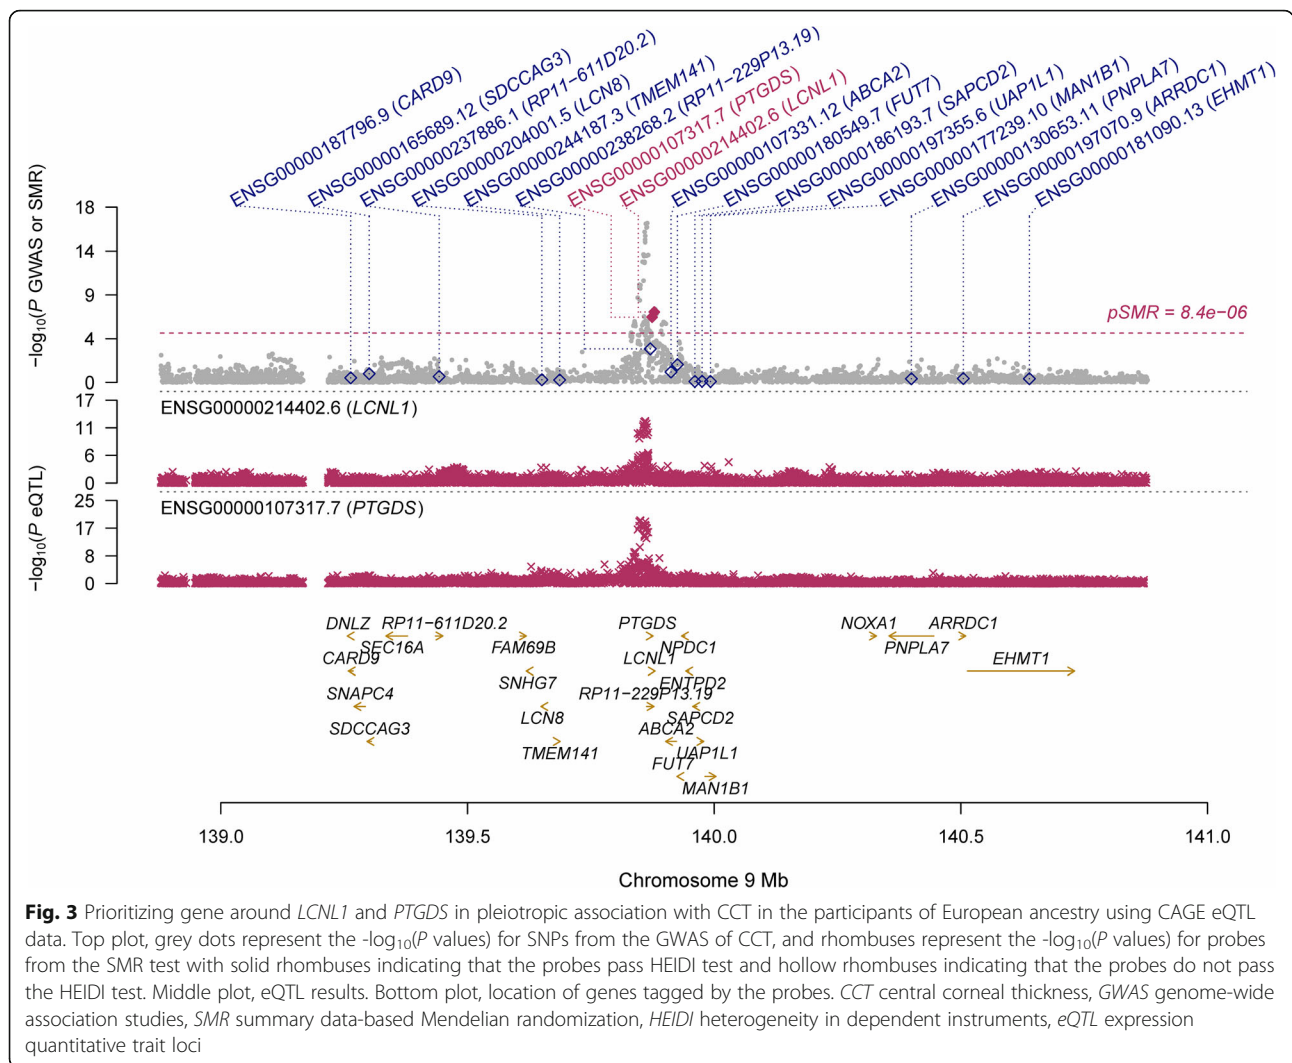 ENSG00000187796.9 (CARD9)
ENSG00000165689.12 (SDCCAG3)
ENSG00000237886.1 (RP11−611D20.2)
ENSG00000204001.5 (LCN8)
ENSG00000244187.3 (TMEM141)
ENSG00000238268.2 (RP11−229P13.19)
ENSG00000107317.7 (PTGDS)
ENSG00000214402.6 (LCNL1)
ENSG00000107331.12 (ABCA2)
ENSG00000180549.7 (FUT7)
ENSG00000186193.7 (SAPCD2)
ENSG00000197355.6 (UAP1L1)
ENSG00000177239.10 (MAN1B1)
ENSG00000130653.11 (PNPLA7)
ENSG00000197070.9 (ARRDC1)
ENSG00000181090.13 (EHMT1)
−log10(P GWAS or SMR)
18
14
9
4
0
pSMR = 8.4e−06
ENSG00000214402.6 (LCNL1)
17
11
6
0
−log10(P eQTL)
ENSG00000107317.7 (PTGDS)
25
17
8
0
DNLZ RP11−611D20.2 PTGDS NOXA1 ARRDC1
SEC16A FAM69B NPDC1 PNPLA7
CARD9 LCNL1 EHMT1
SNHG7 ENTPD2
SNAPC4 RP11−229P13.19
LCN8 SAPCD2
SDCCAG3 ABCA2
TMEM141 UAP1L1
FUT7
MAN1B1
139.0 139.5 140.0 140.5 141.0
Chromosome 9 Mb
Fig. 3 Prioritizing gene around LCNL1 and PTGDS in pleiotropic association with CCT in the participants of European ancestry using CAGE eQTL
data. Top plot, grey dots represent the -log10(P values) for SNPs from the GWAS of CCT, and rhombuses represent the -log10(P values) for probes
from the SMR test with solid rhombuses indicating that the probes pass HEIDI test and hollow rhombuses indicating that the probes do not pass
the HEIDI test. Middle plot, eQTL results. Bottom plot, location of genes tagged by the probes. CCT central corneal thickness, GWAS genome-wide
association studies, SMR summary data-based Mendelian randomization, HEIDI heterogeneity in dependent instruments, eQTL expression
quantitative trait loci